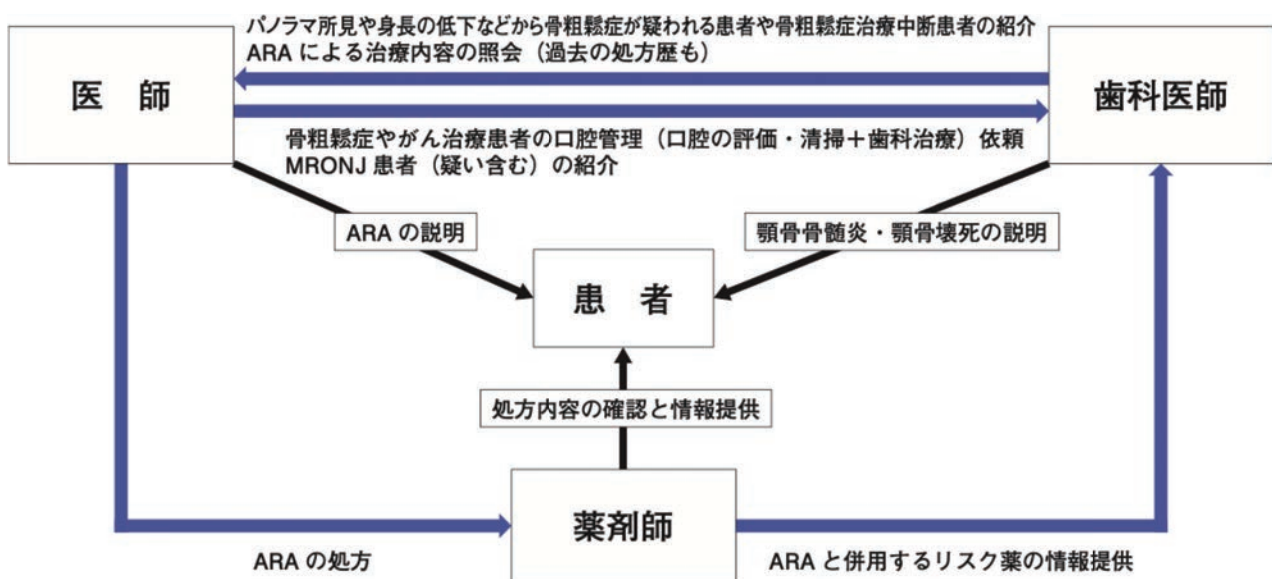 パノラマ所見や身長の低下などから骨粗鬆症が疑われる患者や骨粗鬆症治療中断患者の紹介
ARA による治療内容の照会（過去の処方歴も）
医　師
歯科医師
骨粗鬆症やがん治療患者の口腔管理（口腔の評価・清掃＋歯科治療）依頼
MRONJ 患者（疑い含む）の紹介
ARA の説明
顎骨骨髄炎・顎骨壊死の説明
患　者
処方内容の確認と情報提供
薬剤師
ARA の処方
ARA と併用するリスク薬の情報提供